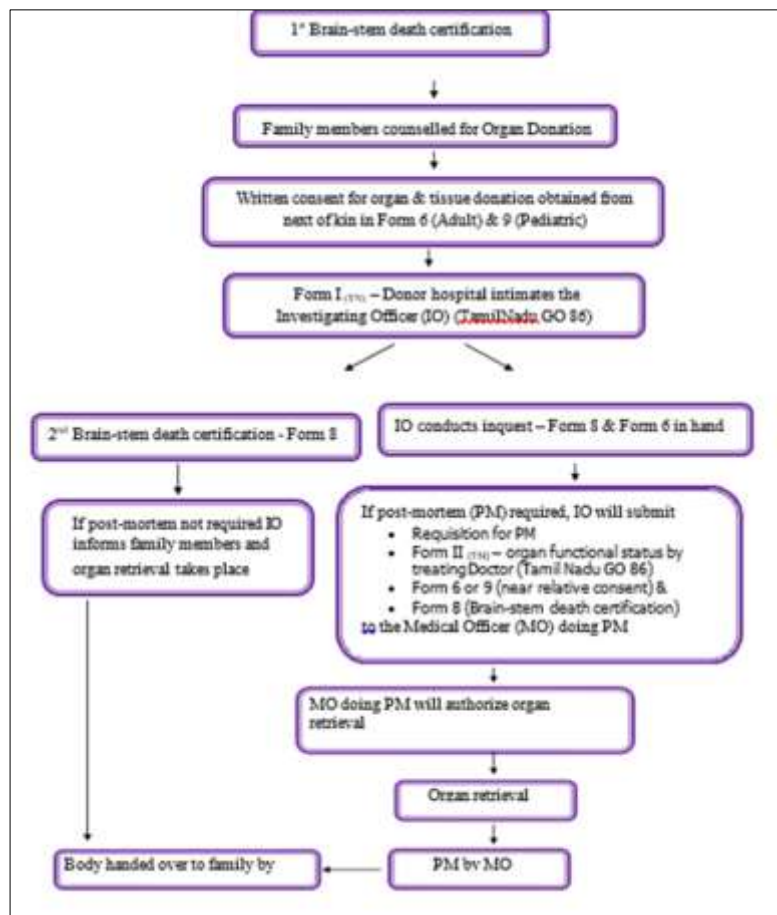 1st Brain-stem death certification
Family members counselled for Organ Donation
Written consent for organ & tissue donation obtained from
next of kin in Form 6 (Adult) & 9 (Pediatric)
Form I (TN) – Donor hospital intimates the
Investigating Officer (IO) (TamilNadu GO 86)
2nd Brain-stem death certification - Form 8
IO conducts inquest – Form 8 & Form 6 in hand
If post-mortem not required IO
informs family members and
organ retrieval takes place
If post-mortem (PM) required, IO will submit
• Requisition for PM
• Form II (TN) – organ functional status by
treating Doctor (Tamil Nadu GO 86)
• Form 6 or 9 (near relative consent) &
• Form 8 (Brain-stem death certification)
to the Medical Officer (MO) doing PM
MO doing PM will authorize organ
retrieval
Organ retrieval
Body handed over to family by
PM by MO